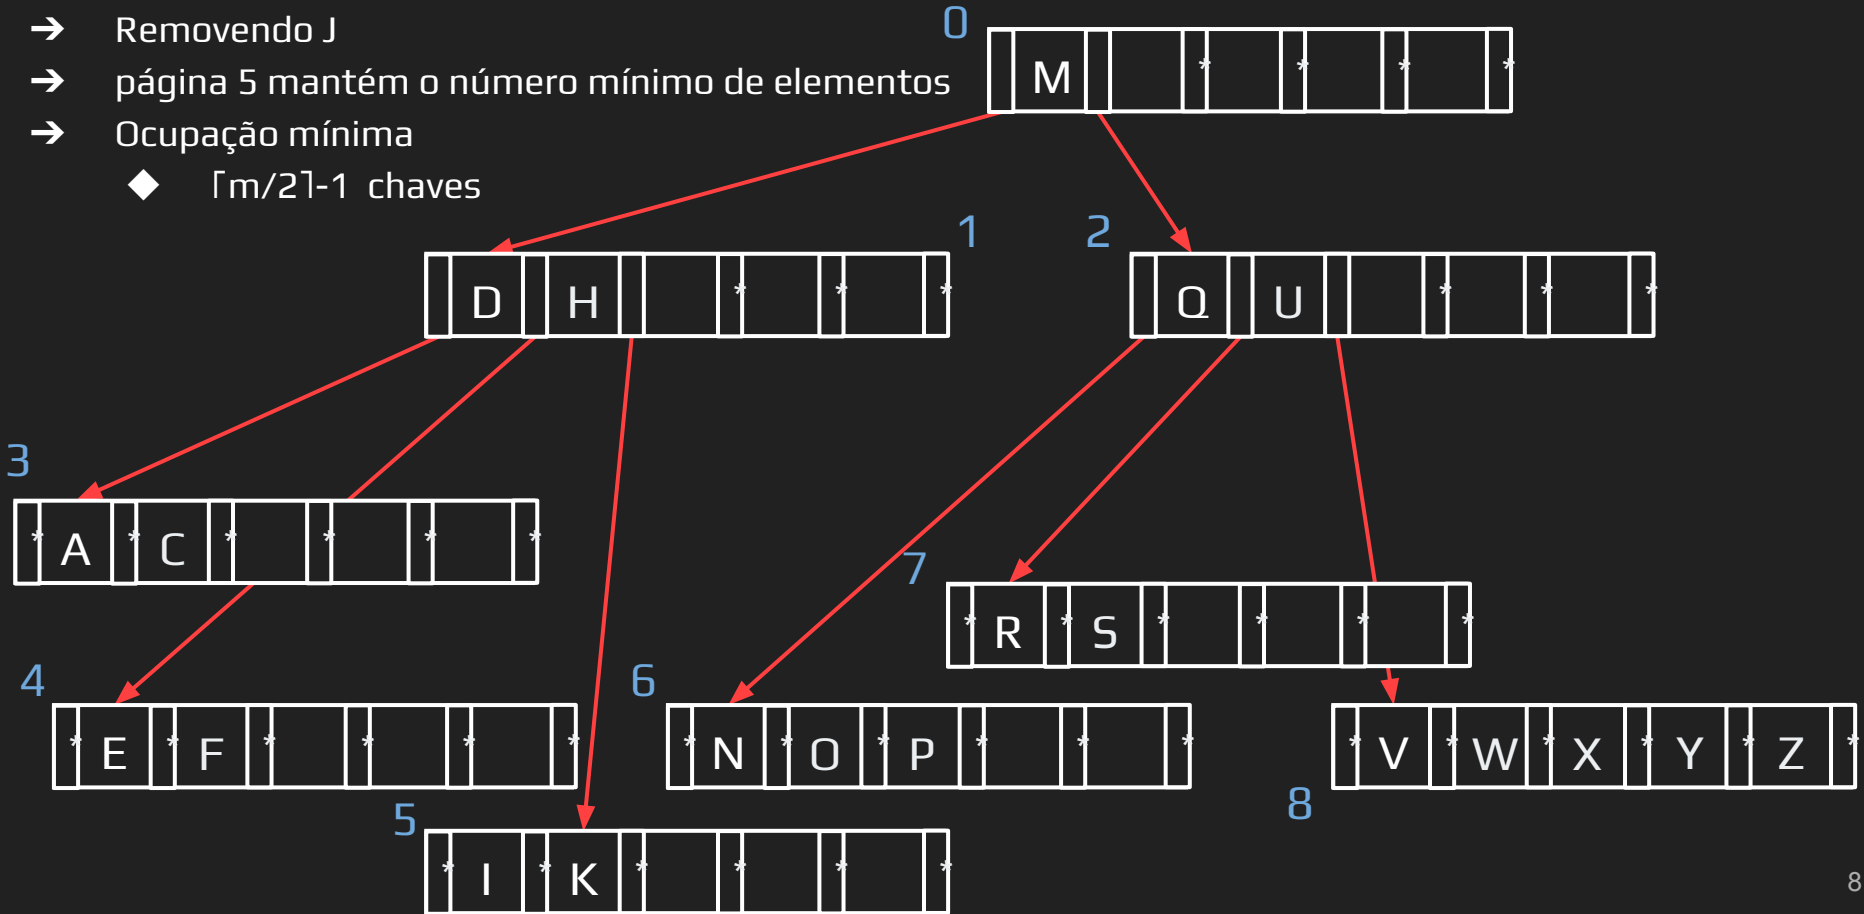 ➔ Removendo J
➔ página 5 mantém o número mínimo de elementos
➔ Ocupação mínima
◆ ⌈m/2⌉-1 chaves
0
M * * * *
1
D H * * *
2
Q U * * *
3
* A * C * * * *
7
* R * S * * * *
4
* E * F * * * *
6
* N * O * P * * *
8
* V * W * X * Y * Z *
5
* I * K * * * *
8